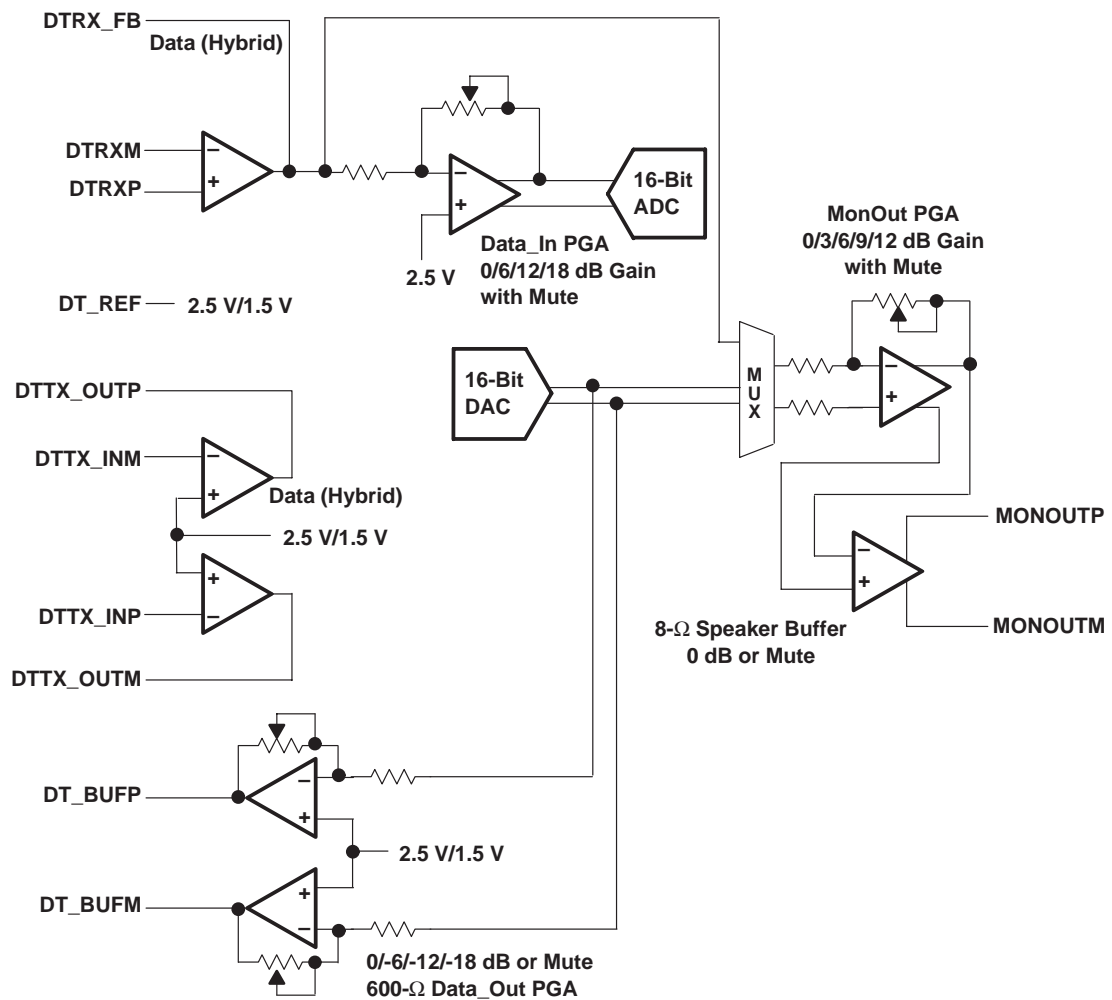 DTRX_FB
Data (Hybrid)
DTRXM
−
DTRXP
+
−
+
2.5 V
16-Bit
ADC
Data_In PGA
0/6/12/18 dB Gain
with Mute
MonOut PGA
0/3/6/9/12 dB Gain
with Mute
DT_REF
2.5 V/1.5 V
16-Bit
DAC
MUX
−
+
DTTX_OUTP
DTTX_INM
−
+
Data (Hybrid)
2.5 V/1.5 V
+
−
DTTX_INP
DTTX_OUTM
−
+
MONOUTP
MONOUTM
8-Ω Speaker Buffer
0 dB or Mute
DT_BUFP
−
+
2.5 V/1.5 V
DT_BUFM
+
−
0/-6/-12/-18 dB or Mute
600-Ω Data_Out PGA